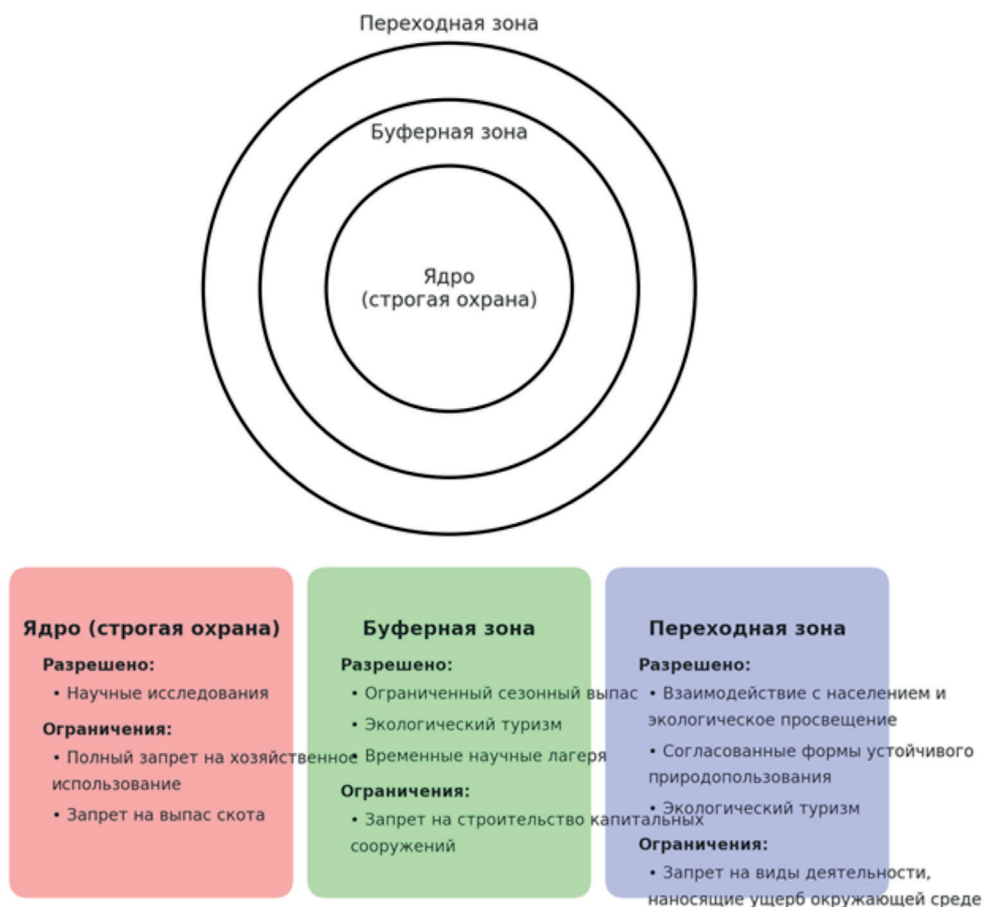 Переходная зона
Буферная зона
Ядро
(строгая охрана)
Ядро (строгая охрана)
Разрешено:
• Научные исследования
Ограничения:
• Полный запрет на хозяйственное
использование
• Запрет на выпас скота
Буферная зона
Разрешено:
• Ограниченный сезонный выпас
• Экологический туризм
• Временные научные лагеря
Ограничения:
• Запрет на строительство капитальных
сооружений
Переходная зона
Разрешено:
• Взаимодействие с населением и
экологическое просвещение
• Согласованные формы устойчивого
природопользования
• Экологический туризм
Ограничения:
• Запрет на виды деятельности,
наносящие ущерб окружающей среде